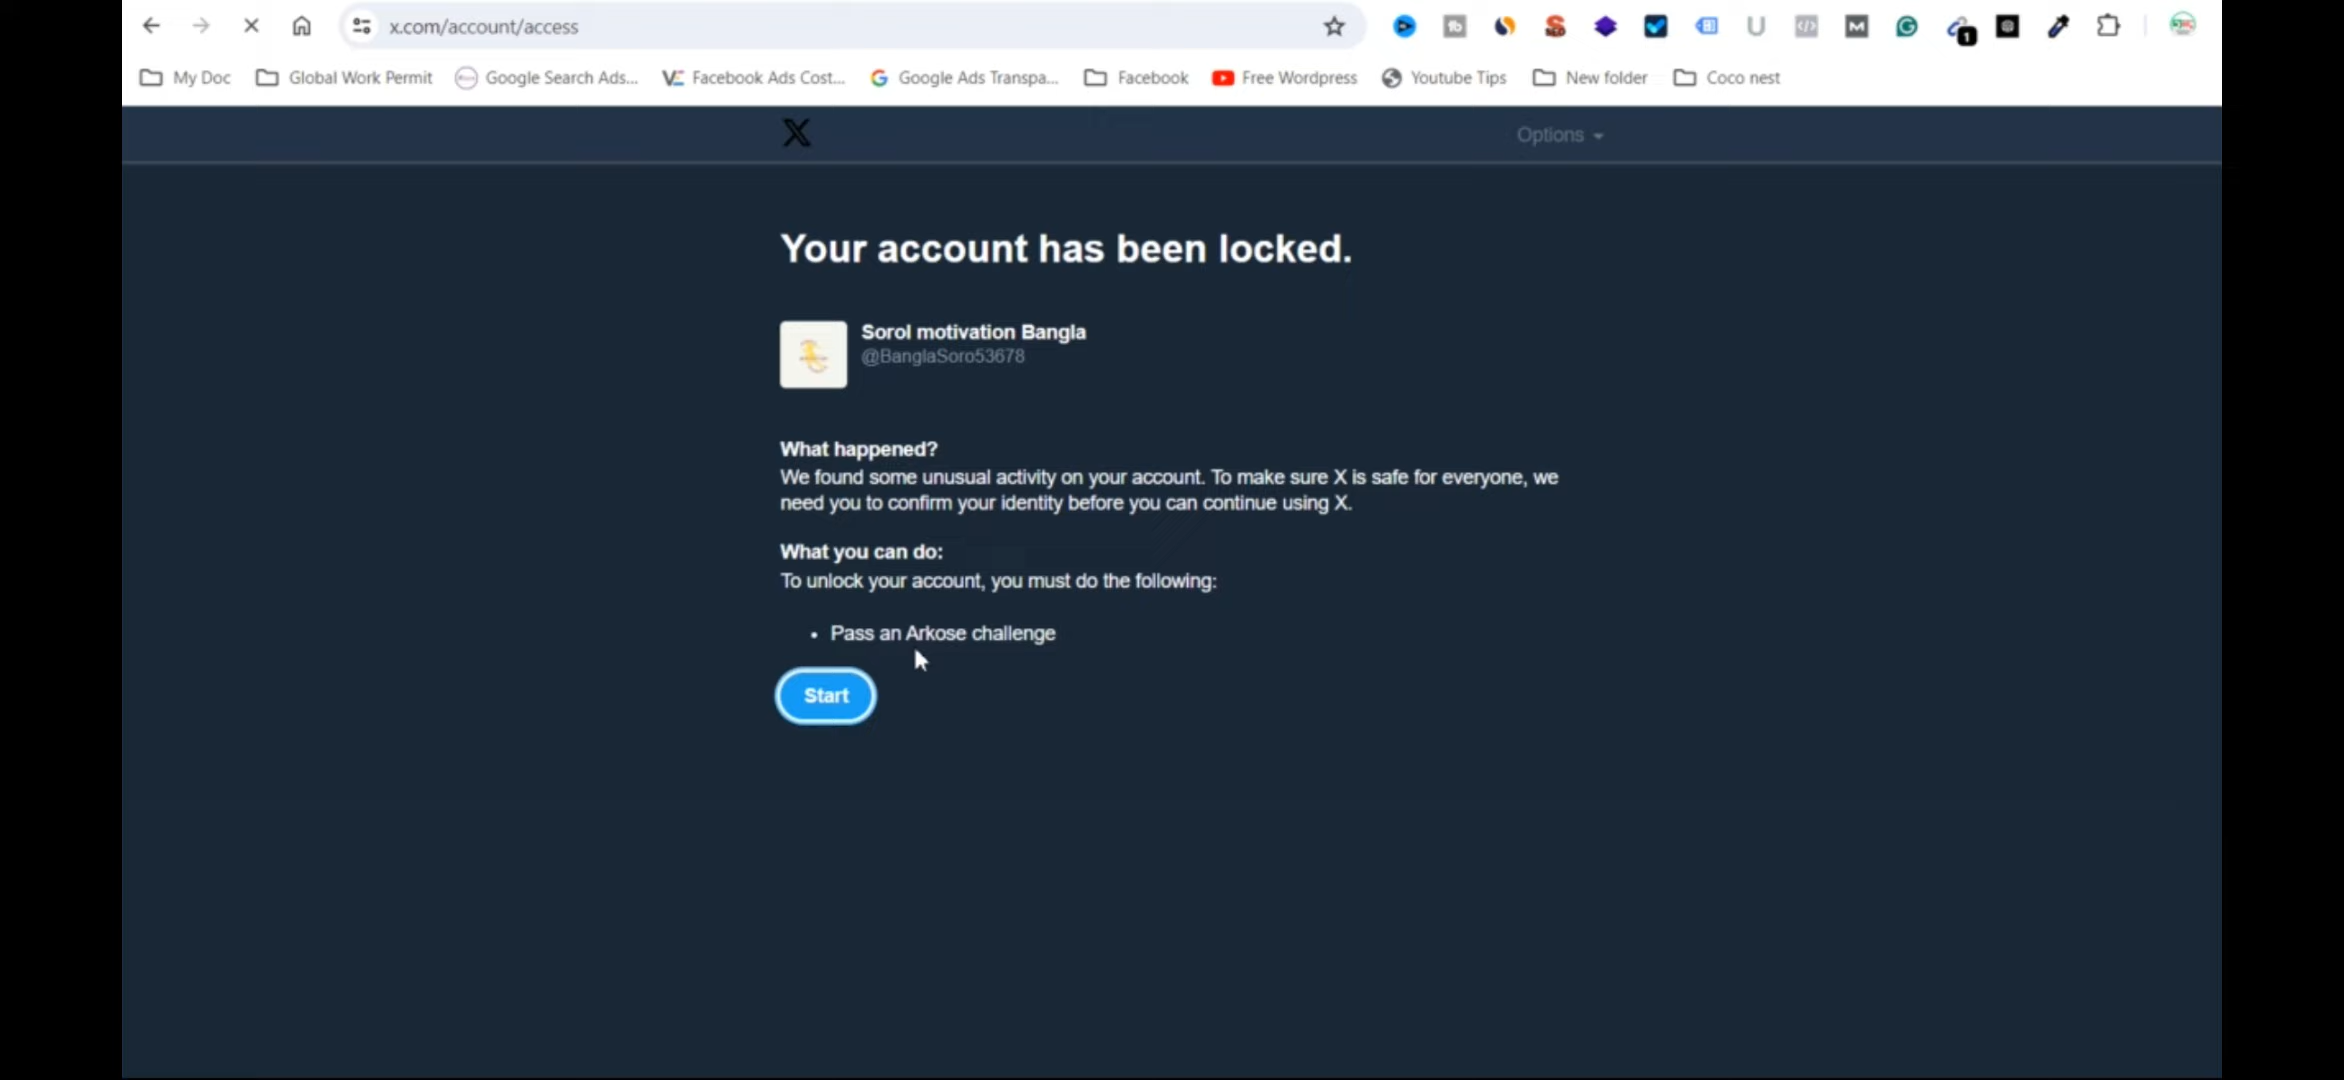 x.com/account/access
My Doc Global Work Permit Google Search Ads... Facebook Ads Cost... Google Ads Transpa... Facebook Free Wordpress Youtube Tips New folder Coco nest
X Options
Your account has been locked.
Sorol motivation Bangla
@BanglaSoro53678
What happened?
We found some unusual activity on your account. To make sure X is safe for everyone, we
need you to confirm your identity before you can continue using X.
What you can do:
To unlock your account, you must do the following:
• Pass an Arkose challenge
Start